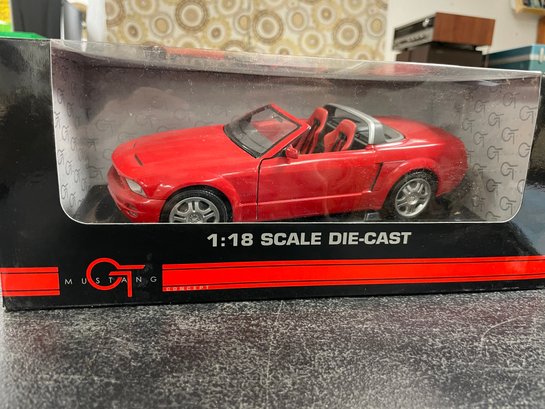 1:18 SCALE DIE-CAST
MUSTANG GT
CONCEPT